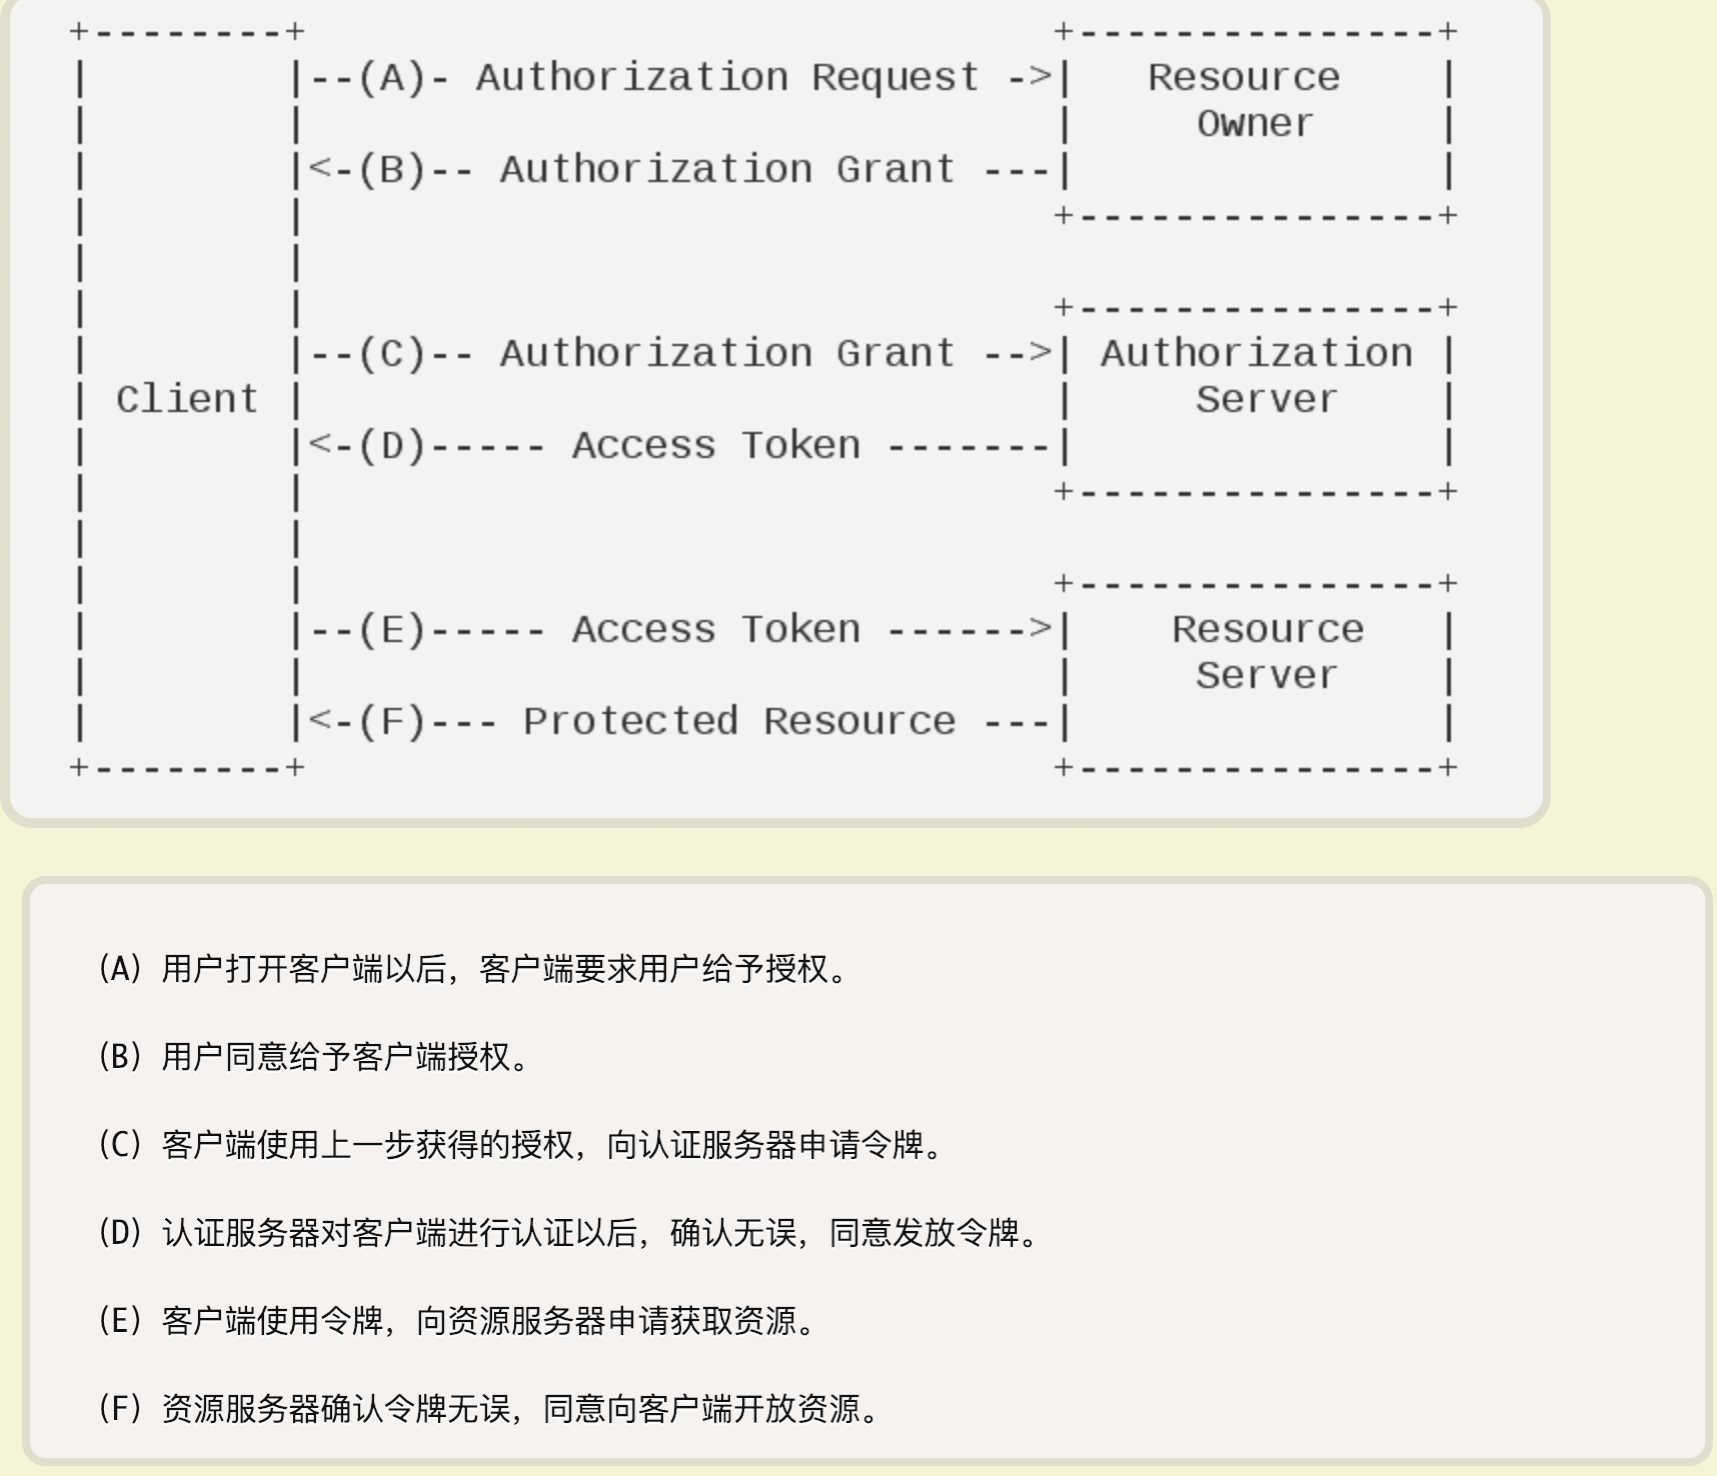 +--------+                               +---------------+
|        |--(A)- Authorization Request ->|   Resource    |
|        |                               |     Owner     |
|        |<-(B)-- Authorization Grant ---|               |
|        |                               +---------------+
|        |
|        |                               +---------------+
|        |--(C)-- Authorization Grant -->| Authorization |
| Client |                               |     Server    |
|        |<-(D)----- Access Token -------|               |
|        |                               +---------------+
|        |
|        |                               +---------------+
|        |--(E)----- Access Token ------>|    Resource   |
|        |                               |     Server    |
|        |<-(F)--- Protected Resource ---|               |
+--------+                               +---------------+
(A) 用户打开客户端以后，客户端要求用户给予授权。
(B) 用户同意给予客户端授权。
(C) 客户端使用上一步获得的授权，向认证服务器申请令牌。
(D) 认证服务器对客户端进行认证以后，确认无误，同意发放令牌。
(E) 客户端使用令牌，向资源服务器申请获取资源。
(F) 资源服务器确认令牌无误，同意向客户端开放资源。